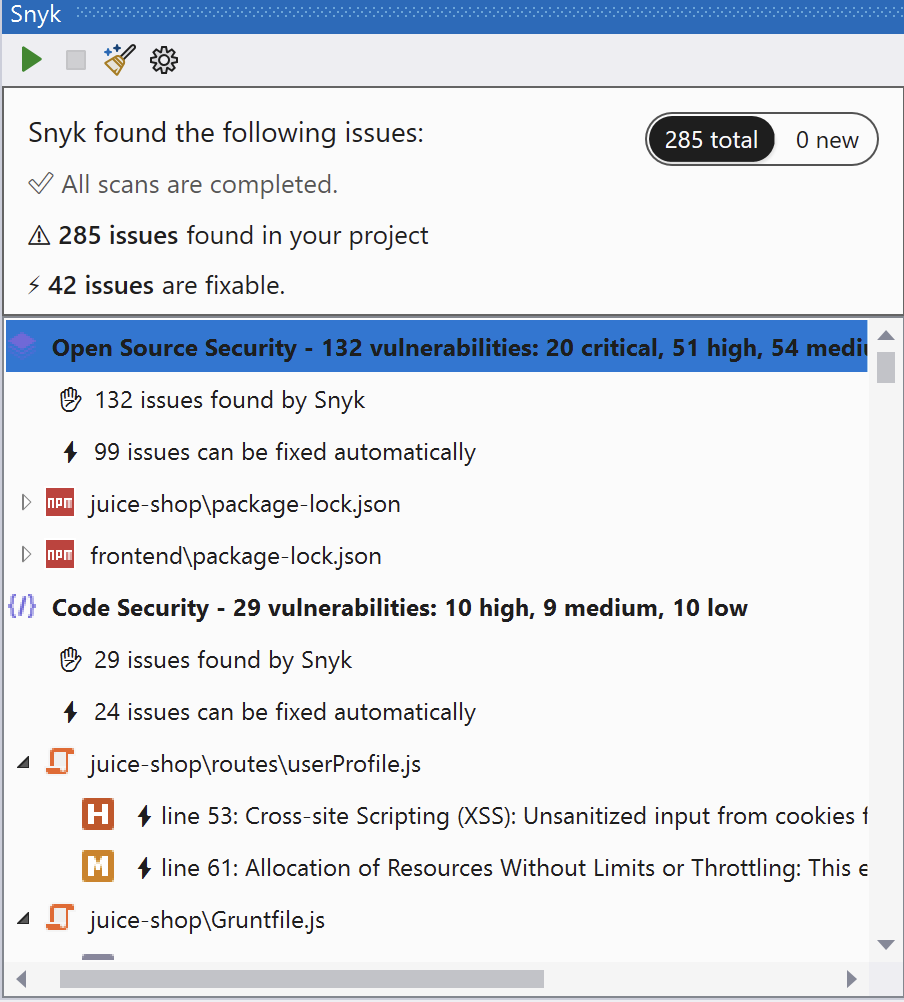 Snyk
Snyk found the following issues:
285 total
0 new
All scans are completed.
285 issues found in your project
42 issues are fixable.
Open Source Security - 132 vulnerabilities: 20 critical, 51 high, 54
132 issues found by Snyk
99 issues can be fixed automatically
npm juice-shop\package-lock.json
npm frontend\package-lock.json
{/} Code Security - 29 vulnerabilities: 10 high, 9 medium, 10 low
29 issues found by Snyk
24 issues can be fixed automatically
juice-shop\routes\userProfile.js
H line 53: Cross-site Scripting (XSS): Unsanitized input from cookies
M line 61: Allocation of Resources Without Limits or Throttling: This
juice-shop\Gruntfile.js